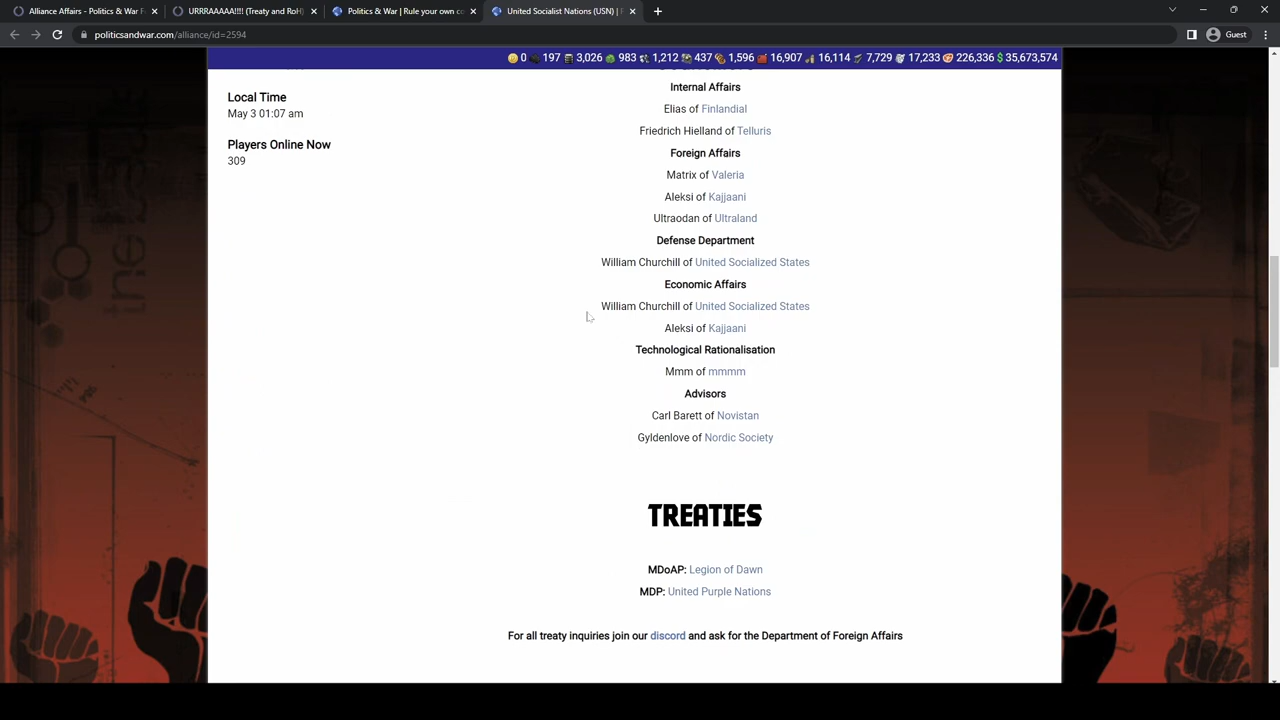 Alliance Affairs - Politics & War F
URRRAAAAA!!!! (Treaty and RoH)
Politics & War | Rule your own co
United Socialist Nations (USN) | F
politicsandwar.com/alliance/id=2594
Guest
0 197 3,026 983 1,212 437 1,596 16,907 16,114 7,729 17,233 226,336 $ 35,673,574
Local Time
May 3 01:07 am
Players Online Now
309
Internal Affairs
Elias of Finlandial
Friedrich Hielland of Telluris
Foreign Affairs
Matrix of Valeria
Aleksi of Kajjaani
Ultraodan of Ultraland
Defense Department
William Churchill of United Socialized States
Economic Affairs
William Churchill of United Socialized States
Aleksi of Kajjaani
Technological Rationalisation
Mmm of mmmm
Advisors
Carl Barett of Novistan
Gyldenlove of Nordic Society
TREATIES
MDoAP: Legion of Dawn
MDP: United Purple Nations
For all treaty inquiries join our discord and ask for the Department of Foreign Affairs